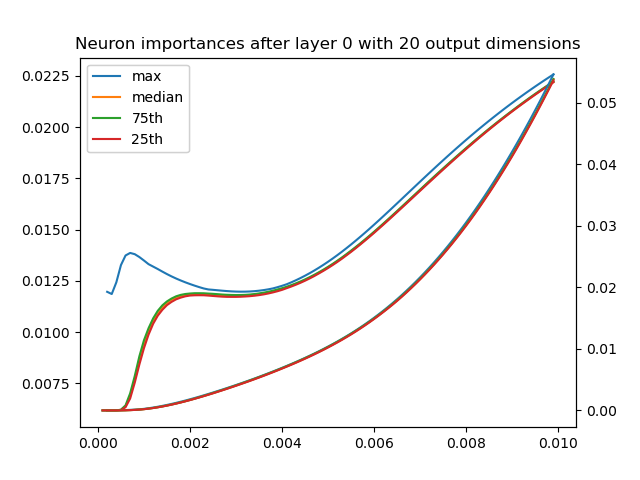 Neuron importances after layer 0 with 20 output dimensions
max
median
75th
25th
0.0225
0.0200
0.0175
0.0150
0.0125
0.0100
0.0075
0.05
0.04
0.03
0.02
0.01
0.00
0.000 0.002 0.004 0.006 0.008 0.010